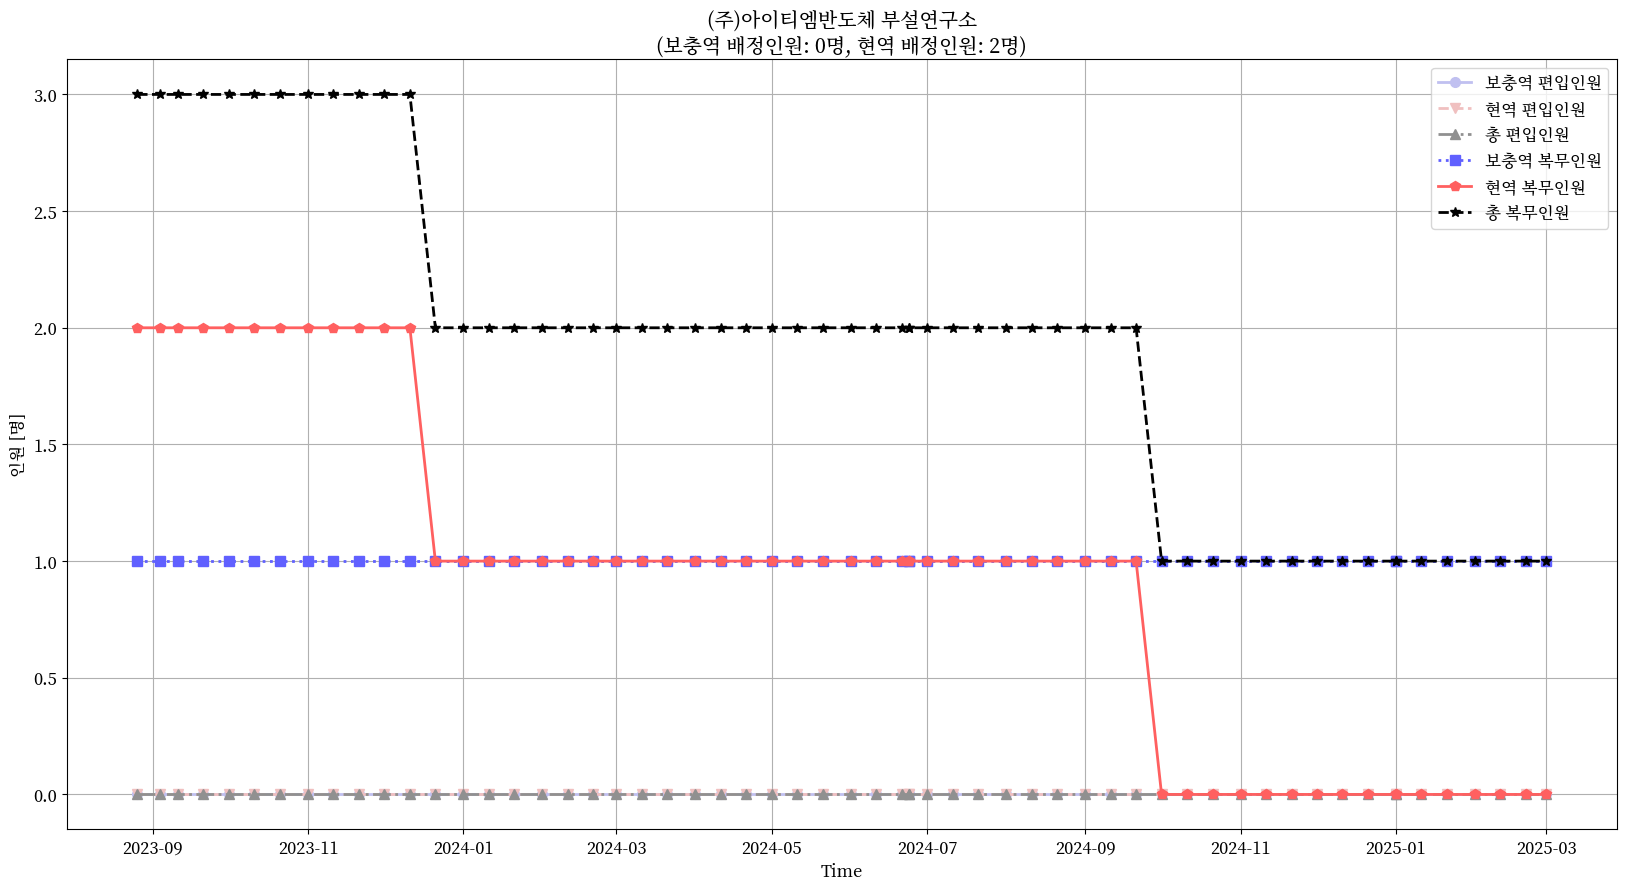 (주)아이티엠반도체 부설연구소
(보충역 배정인원: 0명, 현역 배정인원: 2명)
보충역 편입인원
현역 편입인원
총 편입인원
보충역 복무인원
현역 복무인원
총 복무인원
3.0
2.5
2.0
1.5
1.0
0.5
0.0
인원 [명]
2023-09
2023-11
2024-01
2024-03
2024-05
2024-07
2024-09
2024-11
2025-01
2025-03
Time